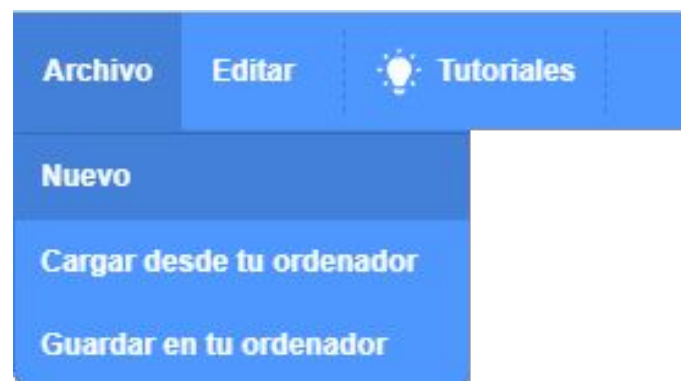 Archivo Editar Tutoriales
Nuevo
Cargar desde tu ordenador
Guardar en tu ordenador